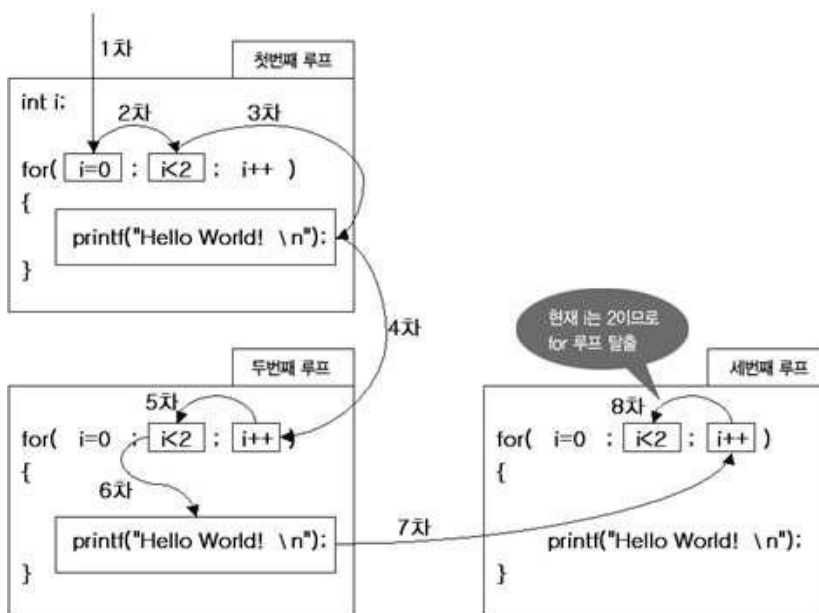 1차
첫번째 루프
int i;
2차
3차
for( i=0 ; i<2 ; i++ )
{
printf("Hello World! \n");
}
4차
두번째 루프
5차
for( i=0 ; i<2 ; i++ )
{
6차
printf("Hello World! \n");
}
7차
현재 i는 2이므로
for 루프 탈출
세번째 루프
8차
for( i=0 ; i<2 ; i++ )
{
printf("Hello World! \n");
}